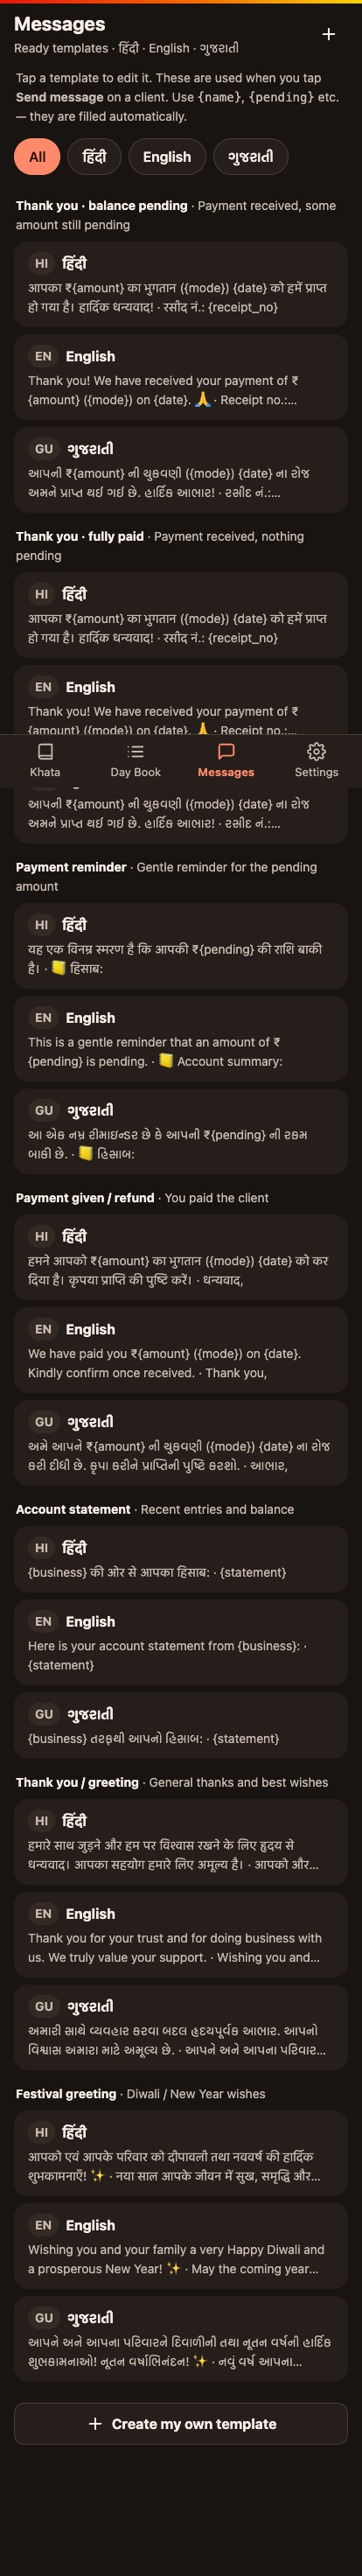 Messages
Ready templates · हिंदी · English · ગુજરાતી
Tap a template to edit it. These are used when you tap
Send message on a client. Use {name}, {pending} etc.
— they are filled automatically.
All हिंदी English ગુજરાતી
Thank you · balance pending · Payment received, some
amount still pending
HI हिंदी
आपका ₹{amount} का भुगतान ({mode}) {date} को हमें प्राप्त
हो गया है। हार्दिक धन्यवाद! · रसीद नं.: {receipt_no}
EN English
Thank you! We have received your payment of ₹
{amount} ({mode}) on {date}. 🙏 · Receipt no.:...
GU ગુજરાતી
આપની ₹{amount} ની ચુકવણી ({mode}) {date} ના રોજ
અમને પ્રાપ્ત થઈ ગઈ છે. હાર્દિક આભાર! · રસીદ નં.:...
Thank you · fully paid · Payment received, nothing
pending
HI हिंदी
आपका ₹{amount} का भुगतान ({mode}) {date} को हमें प्राप्त
हो गया है। हार्दिक धन्यवाद! · रसीद नं.: {receipt_no}
EN English
Thank you! We have received your payment of ₹
{amount} ({mode}) on {date}. 🙏 · Receipt no.:...
Khata Day Book Messages Settings
આપની ₹{amount} ની ચુકવણી ({mode}) {date} ના રોજ
અમને પ્રાપ્ત થઈ ગઈ છે. હાર્દિક આભાર! · રસીદ નં.:...
Payment reminder · Gentle reminder for the pending
amount
HI हिंदी
यह एक विनम्र स्मरण है कि आपकी ₹{pending} की राशि बाकी
है। · 📒 हिसाब:
EN English
This is a gentle reminder that an amount of ₹
{pending} is pending. · 📒 Account summary:
GU ગુજરાતી
આ એક નમ્ર રીમાઇન્ડર છે કે આપની ₹{pending} ની રકમ
બાકી છે. · 📒 હિસાબ:
Payment given / refund · You paid the client
HI हिंदी
हमने आपको ₹{amount} का भुगतान ({mode}) {date} को कर
दिया है। कृपया प्राप्ति की पुष्टि करें। · धन्यवाद,
EN English
We have paid you ₹{amount} ({mode}) on {date}.
Kindly confirm once received. · Thank you,
GU ગુજરાતી
અમે આપને ₹{amount} ની ચુકવણી ({mode}) {date} ના રોજ
કરી દીધી છે. કૃપા કરીને પ્રાપ્તિની પુષ્ટિ કરશો. · આભાર,
Account statement · Recent entries and balance
HI हिंदी
{business} की ओर से आपका हिसाब: · {statement}
EN English
Here is your account statement from {business}: ·
{statement}
GU ગુજરાતી
{business} તરફથી આપનો હિસાબ: · {statement}
Thank you / greeting · General thanks and best wishes
HI हिंदी
हमारे साथ जुड़ने और हम पर विश्वास रखने के लिए हृदय से
धन्यवाद। आपका सहयोग हमारे लिए अमूल्य है। · आपको और...
EN English
Thank you for your trust and for doing business with
us. We truly value your support. · Wishing you and...
GU ગુજરાતી
અમારી સાથે વ્યવહાર કરવા બદલ હૃદયપૂર્વક આભાર. આપનો
વિશ્વાસ અમારા માટે અમૂલ્ય છે. · આપને અને આપના પરિવાર...
Festival greeting · Diwali / New Year wishes
HI हिंदी
आपको एवं आपके परिवार को दीपावली तथा नववर्ष की हार्दिक
शुभकामनाएँ! ✨ · नया साल आपके जीवन में सुख, समृद्धि और...
EN English
Wishing you and your family a very Happy Diwali and
a prosperous New Year! ✨ · May the coming year...
GU ગુજરાતી
આપને અને આપના પરિવારને દિવાળીની તથા નૂતન વર્ષની હાર્દિક
શુભકામનાઓ! નૂતન વર્ષાભિનંદન! ✨ · નવું વર્ષ આપના...
Create my own template